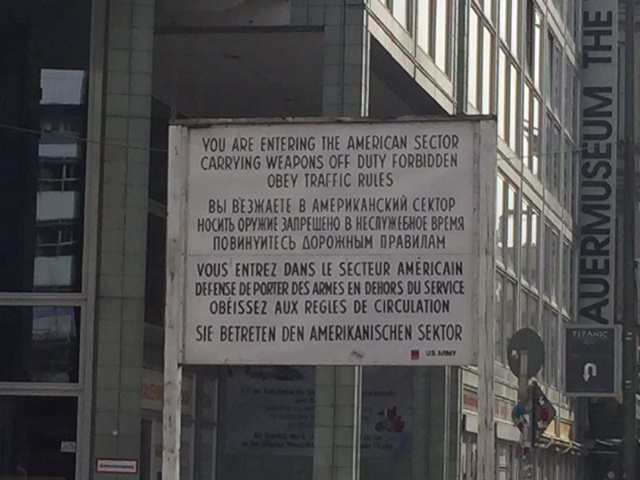 YOU ARE ENTERING THE AMERICAN SECTOR
CARRYING WEAPONS OFF DUTY FORBIDDEN
OBEY TRAFFIC RULES
ВЫ ВЪЕЗЖАЕТЕ В АМЕРИКАНСКИЙ СЕКТОР
НОСИТЬ ОРУЖИЕ ЗАПРЕЩЕНО В НЕСЛУЖЕБНОЕ ВРЕМЯ
ПОВИНУЙТЕСЬ ДОРОЖНЫМ ПРАВИЛАМ
VOUS ENTREZ DANS LE SECTEUR AMÉRICAIN
DEFENSE DE PORTER DES ARMES EN DEHORS DU SERVICE
OBÉISSEZ AUX REGLES DE CIRCULATION
SIE BETRETEN DEN AMERIKANISCHEN SEKTOR
US ARMY
AUERMUSEUM THE
TITANIC